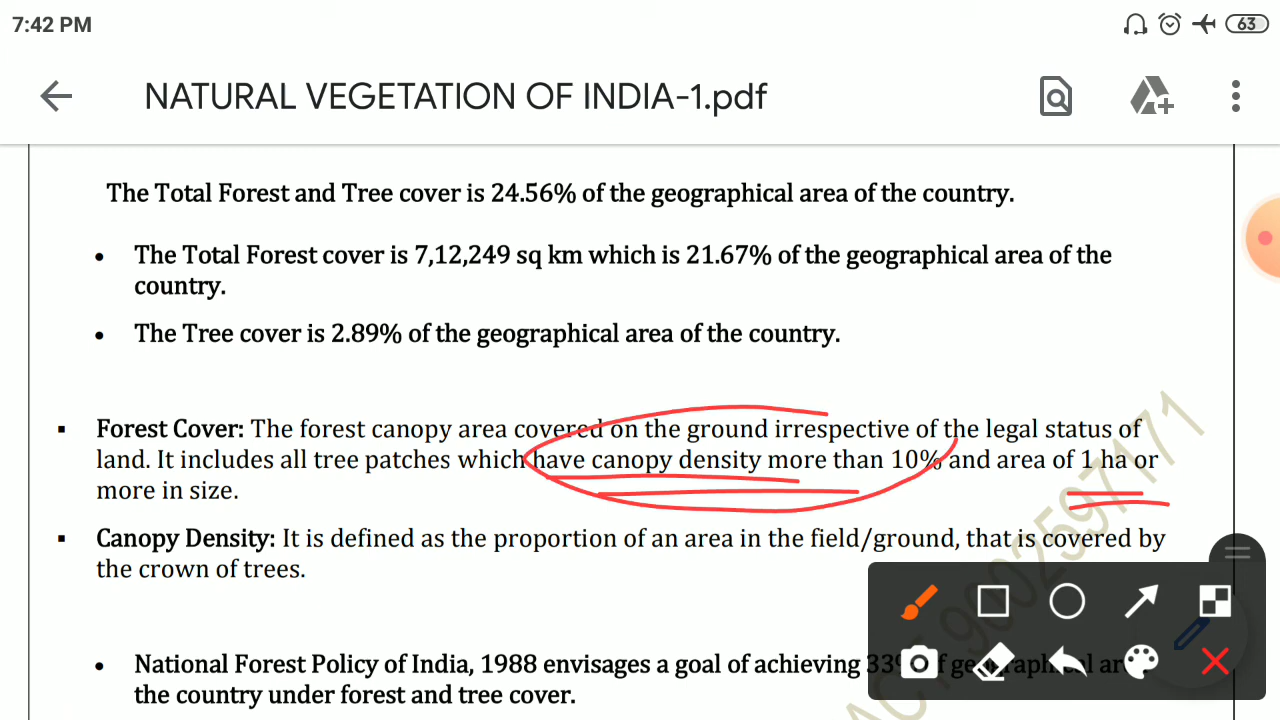 7:42 PM
63
NATURAL VEGETATION OF INDIA-1.pdf
The Total Forest and Tree cover is 24.56% of the geographical area of the country.
• The Total Forest cover is 7,12,249 sq km which is 21.67% of the geographical area of the
country.
• The Tree cover is 2.89% of the geographical area of the country.
▪ Forest Cover: The forest canopy area covered on the ground irrespective of the legal status of
land. It includes all tree patches which have canopy density more than 10% and area of 1 ha or
more in size.
▪ Canopy Density: It is defined as the proportion of an area in the field/ground, that is covered by
the crown of trees.
• National Forest Policy of India, 1988 envisages a goal of achieving 33% of geographical
the country under forest and tree cover.
9002597171